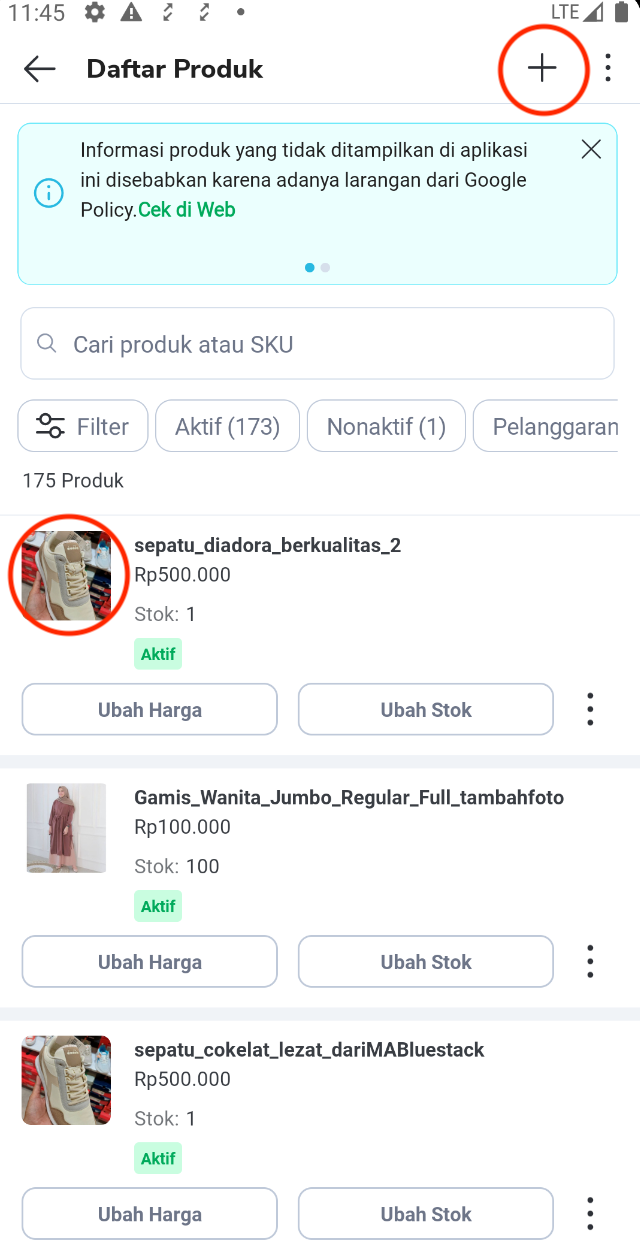 11:45
LTE
Daftar Produk
Informasi produk yang tidak ditampilkan di aplikasi
ini disebabkan karena adanya larangan dari Google
Policy.Cek di Web
Cari produk atau SKU
Filter
Aktif (173)
Nonaktif (1)
Pelanggaran
175 Produk
sepatu_diadora_berkualitas_2
Rp500.000
Stok: 1
Aktif
Ubah Harga
Ubah Stok
Gamis_Wanita_Jumbo_Regular_Full_tambahfoto
Rp100.000
Stok: 100
Aktif
Ubah Harga
Ubah Stok
sepatu_cokelat_lezat_dariMABluestack
Rp500.000
Stok: 1
Aktif
Ubah Harga
Ubah Stok